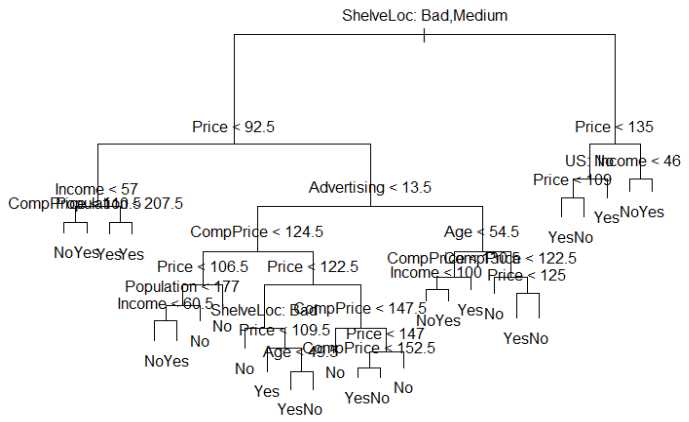 ShelveLoc: Bad,Medium
Price < 92.5
Price < 135
Income < 57
Advertising < 13.5
US: No
Income < 46
Price < 109
CompPrice
Population < 207.5
NoYes
YesYes
CompPrice < 124.5
Age < 54.5
Yes
NoYes
YesNo
Price < 106.5
Price < 122.5
CompPrice < 130.5
CompPrice < 122.5
Population < 177
Income < 100
Price < 125
Income < 60.5
ShelveLoc: Bad
CompPrice < 147.5
NoYes
Yes
No
No
Price < 109.5
Price < 147
YesNo
No
Age < 49.5
CompPrice < 152.5
NoYes
No
No
Yes
YesNo
No
YesNo